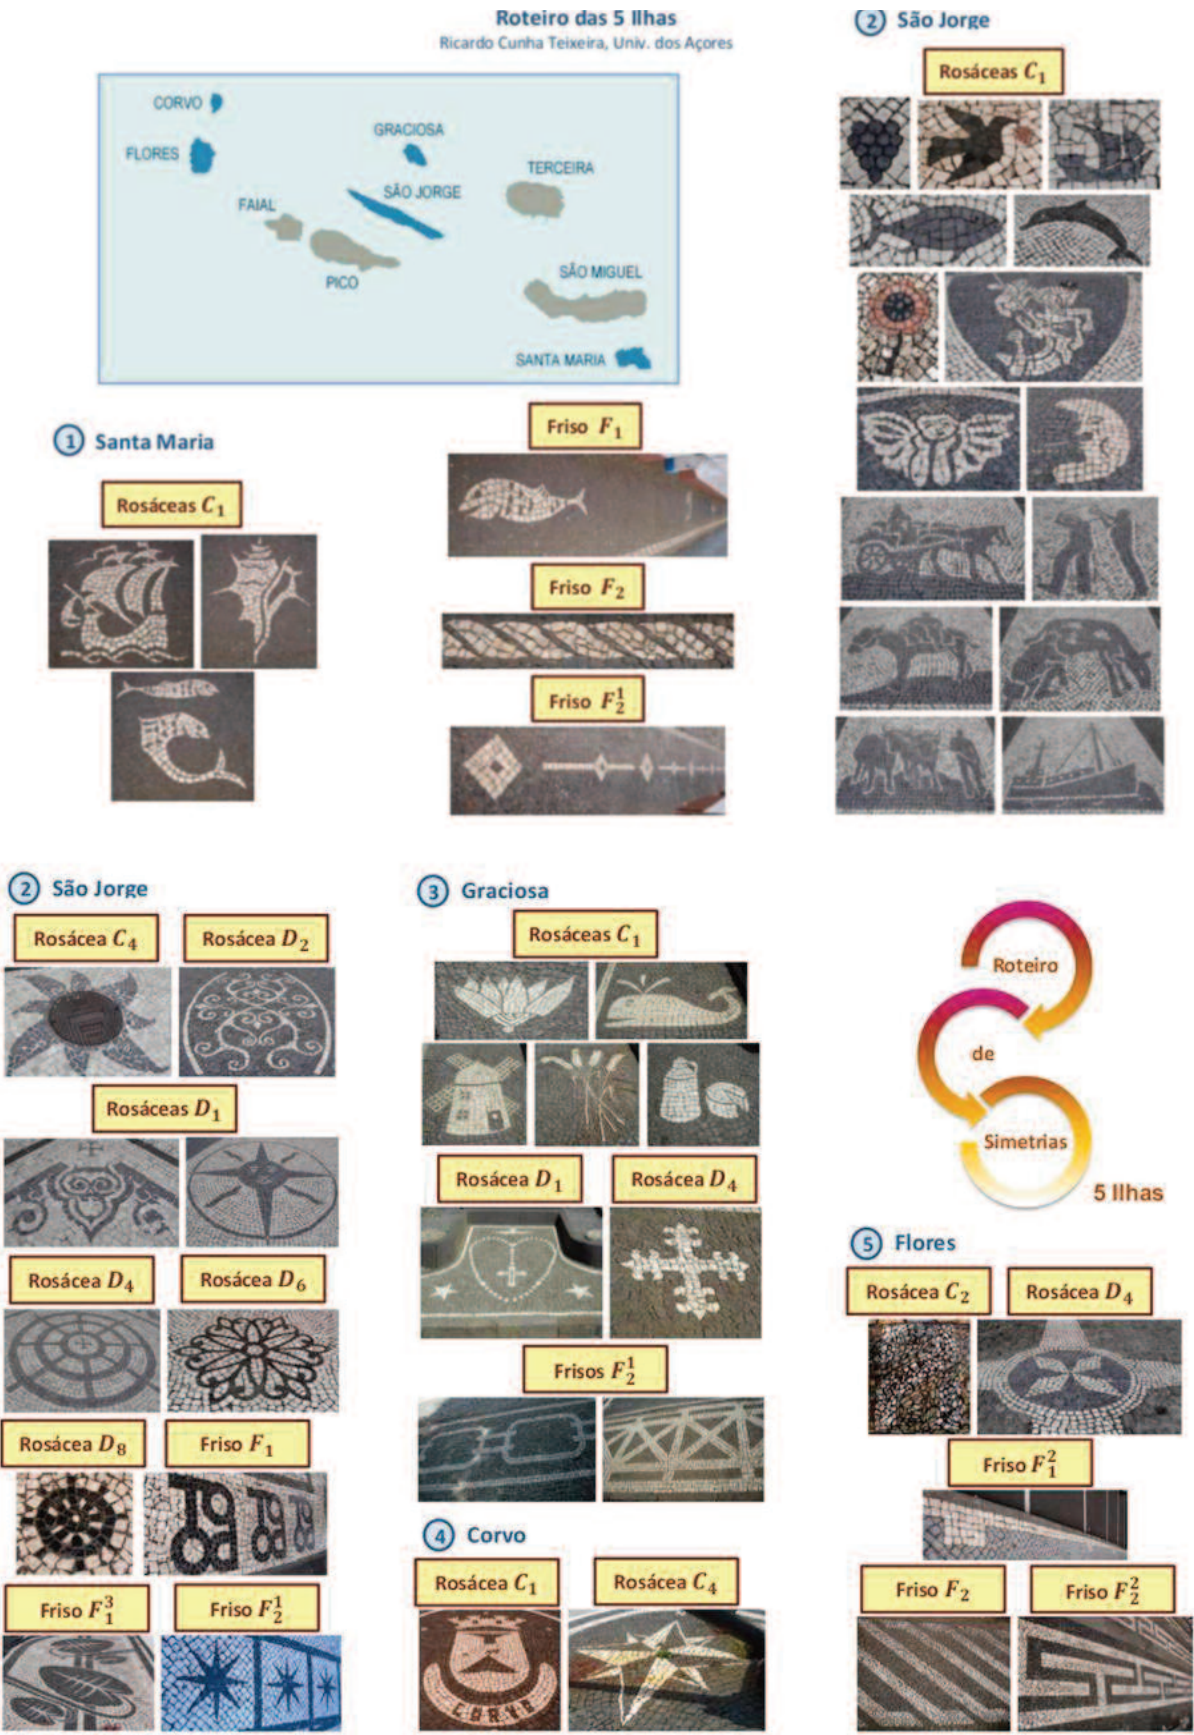 Roteiro das 5 Ilhas
Ricardo Cunha Teixeira, Univ. dos Açores
CORVO
FLORES
GRACIOSA
TERCEIRA
SÃO JORGE
FAIAL
PICO
SÃO MIGUEL
SANTA MARIA
1 Santa Maria
Rosáceas C₁
Friso F₁
Friso F₂
Friso F₂¹
2 São Jorge
Rosáceas C₁
2 São Jorge
Rosácea C₄
Rosácea D₂
Rosáceas D₁
Rosácea D₄
Rosácea D₆
Rosácea D₈
Friso F₁
Friso F₁³
Friso F₂¹
3 Graciosa
Rosáceas C₁
Rosácea D₁
Rosácea D₄
Frisos F₂¹
4 Corvo
Rosácea C₁
Rosácea C₄
CORVO
Roteiro
de
Simetrias
5 Ilhas
5 Flores
Rosácea C₂
Rosácea D₄
Friso F₁²
Friso F₂
Friso F₂²